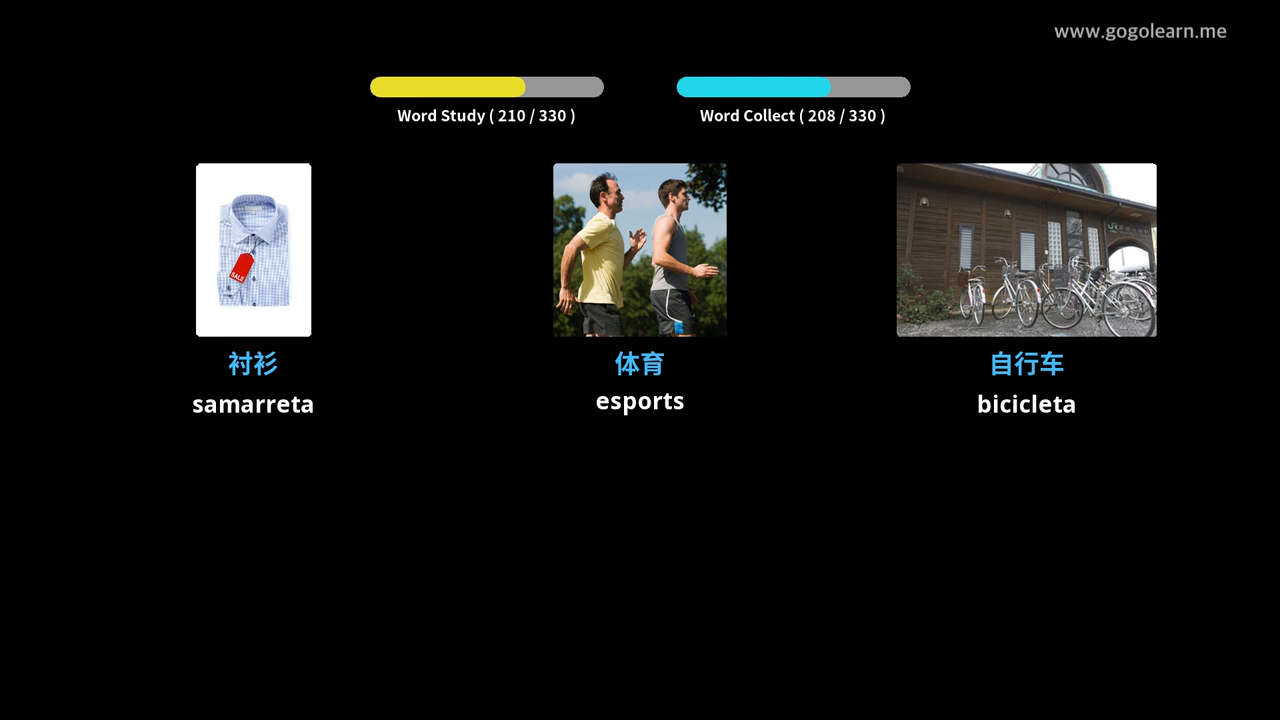 www.gogolearn.me
Word Study ( 210 / 330 )
Word Collect ( 208 / 330 )
SALE
衬衫
体育
自行车
samarreta
esports
bicicleta